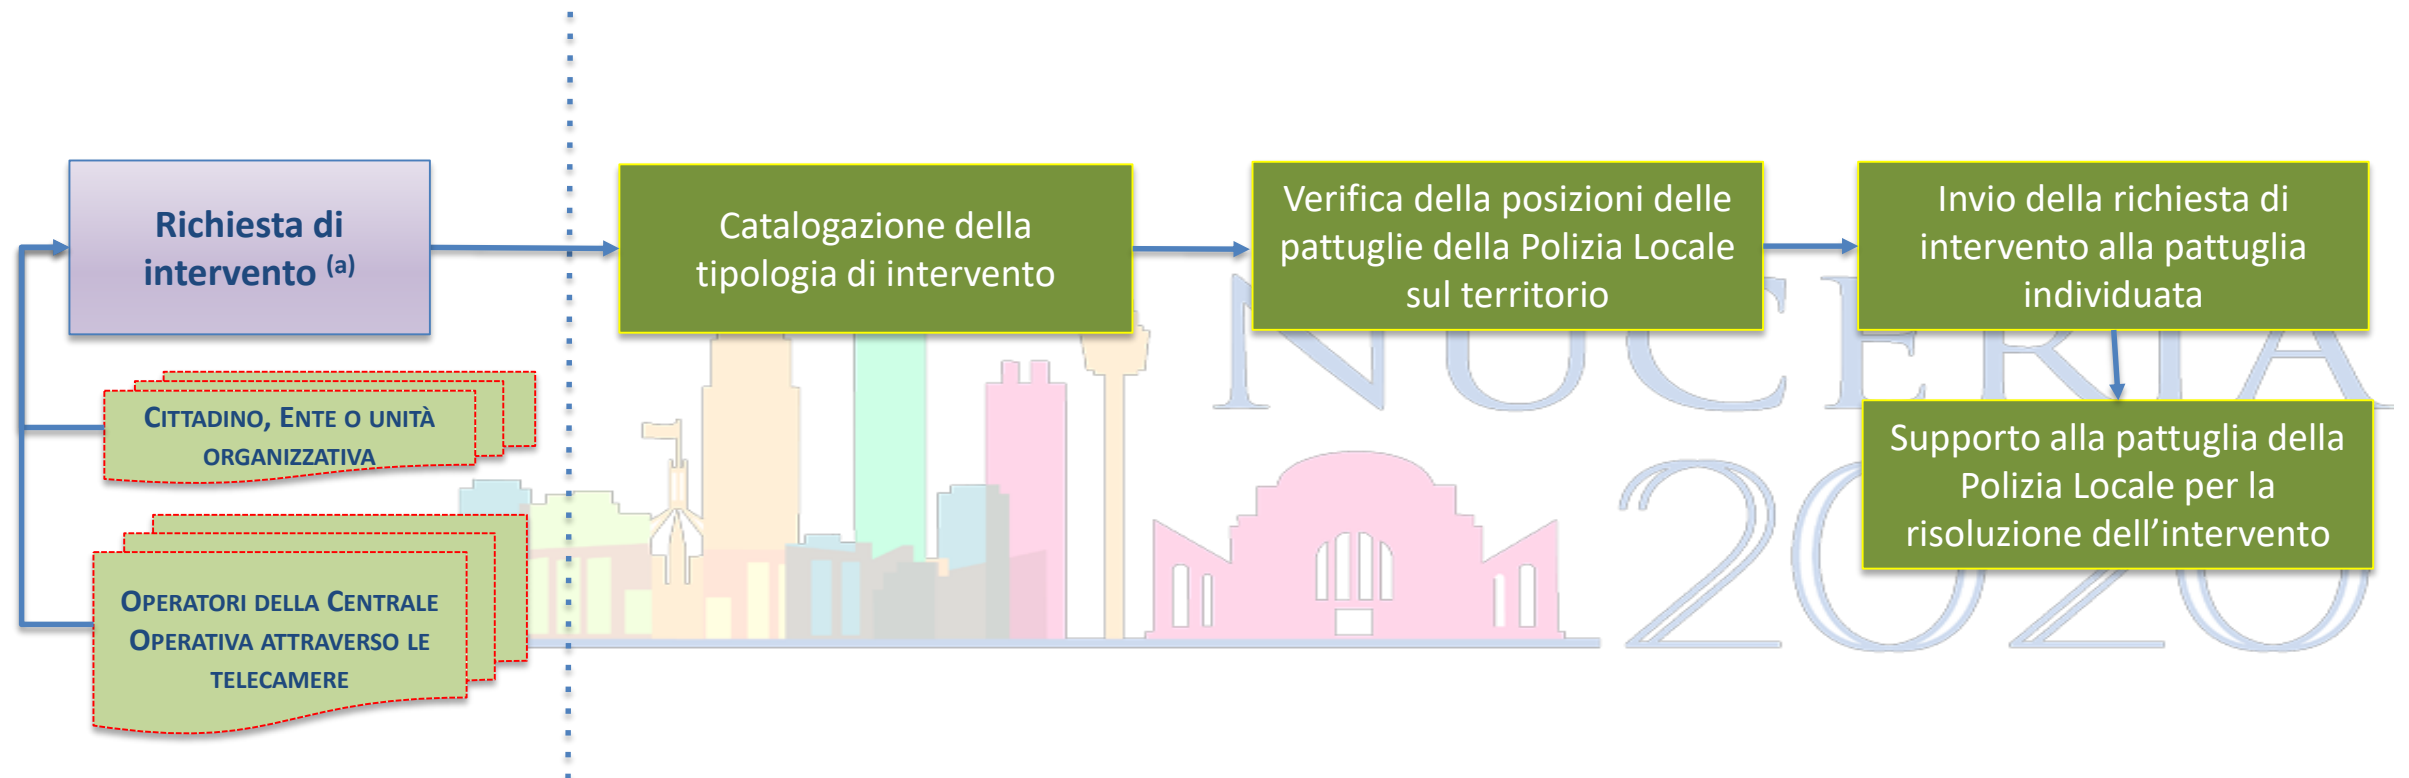 Richiesta di
intervento (a)
CITTADINO, ENTE O UNITÀ
ORGANIZZATIVA
OPERATORI DELLA CENTRALE
OPERATIVA ATTRAVERSO LE
TELECAMERE
Catalogazione della
tipologia di intervento
Verifica della posizioni delle
pattuglie della Polizia Locale
sul territorio
Invio della richiesta di
intervento alla pattuglia
individuata
Supporto alla pattuglia della
Polizia Locale per la
risoluzione dell’intervento
NUCERIA
2020